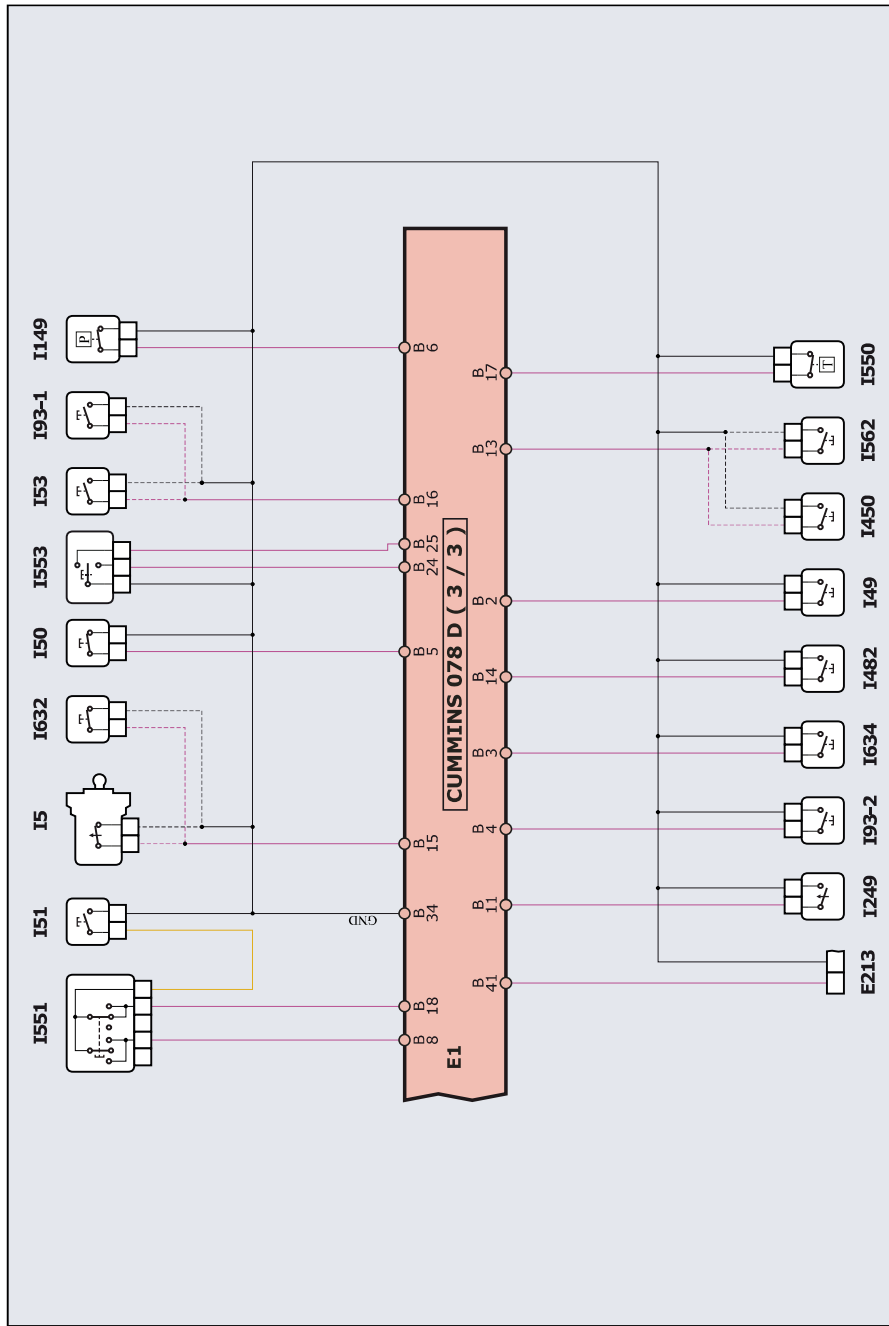 I551 I51 I5 I632 I50 I553 I53 I93-1 I149
P
GND
B B B B B B B B B
8 18 34 15 5 24 25 16 6
E1
CUMMINS 078 D ( 3 / 3 )
B B B B B B B B
41 11 4 3 14 2 13 17
T
E213 I249 I93-2 I634 I482 I49 I450 I562 I550